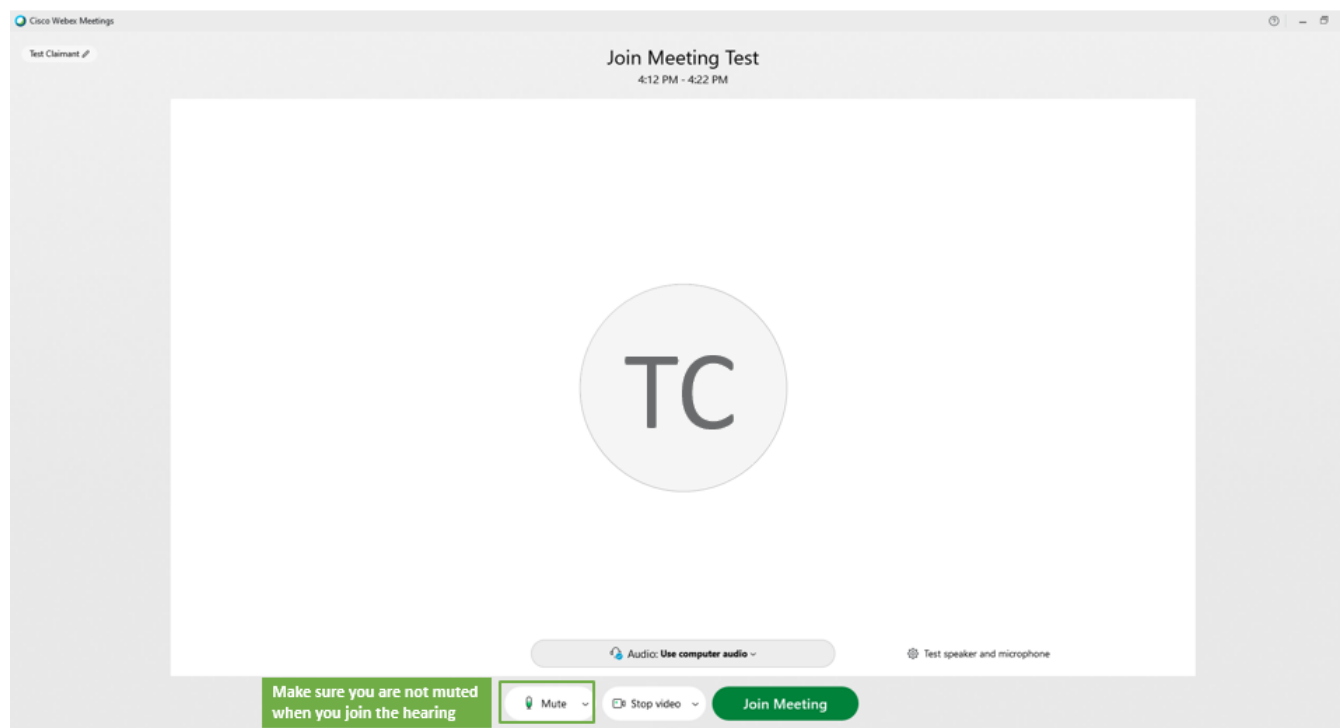 Cisco Webex Meetings
Test Claimant
Join Meeting Test
4:12 PM - 4:22 PM
TC
Audio: Use computer audio
Test speaker and microphone
Make sure you are not muted
when you join the hearing
Mute
Stop video
Join Meeting